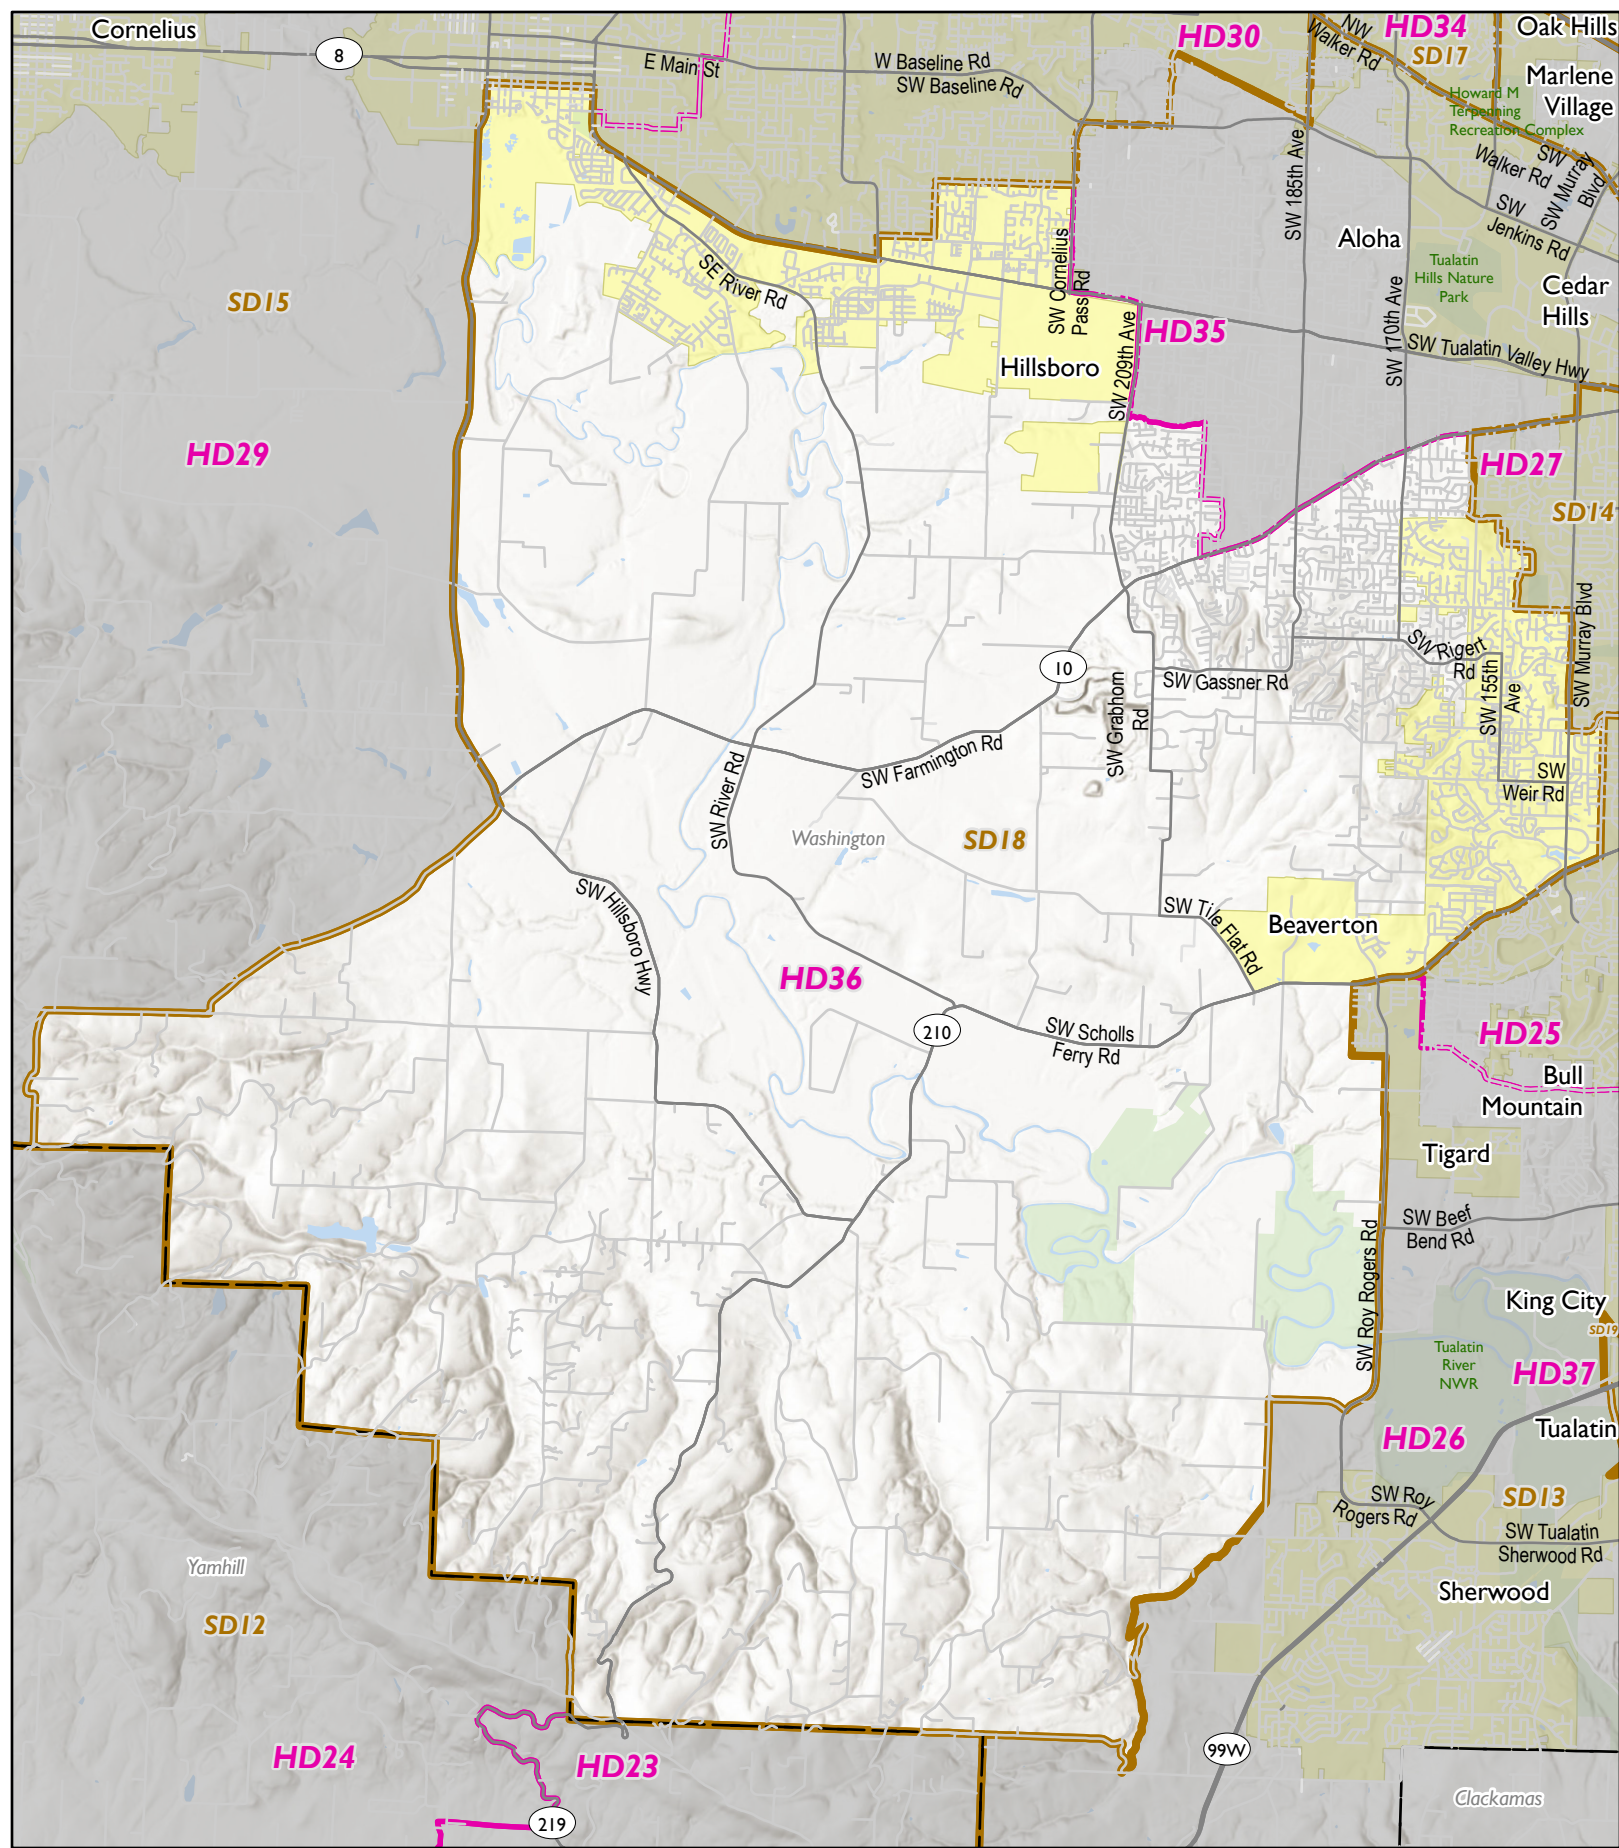 Cornelius
8
E Main St
W Baseline Rd
SW Baseline Rd
HD30
NW
Walker Rd
HD34
SD17
Oak Hills
Marlene
Village
Howard M
Terpenning
Recreation Complex
SW
Walker Rd
SW Murray
Blvd
SW
Jenkins Rd
SW 185th Ave
Aloha
Tualatin
Hills Nature
Park
Cedar
Hills
SW 170th Ave
SW Tualatin Valley Hwy
SD15
SE River Rd
SW Cornelius
Pass Rd
SW 209th Ave
HD35
Hillsboro
HD29
HD27
SD14
10
SW Rigert
Rd
SW 155th
Ave
SW Murray Blvd
SW Gassner Rd
SW Grabhorn
Rd
SW Farmington Rd
SW River Rd
SW
Weir Rd
Washington
SD18
SW Hillsboro Hwy
SW Tile Flat Rd
Beaverton
HD36
210
SW Scholls
Ferry Rd
HD25
Bull
Mountain
Tigard
SW Beef
Bend Rd
SW Roy Rogers Rd
King City
SD19
Tualatin
River
NWR
HD37
HD26
Tualatin
SW Roy
Rogers Rd
SD13
SW Tualatin
Sherwood Rd
Sherwood
Yamhill
SD12
HD24
HD23
99W
Clackamas
219